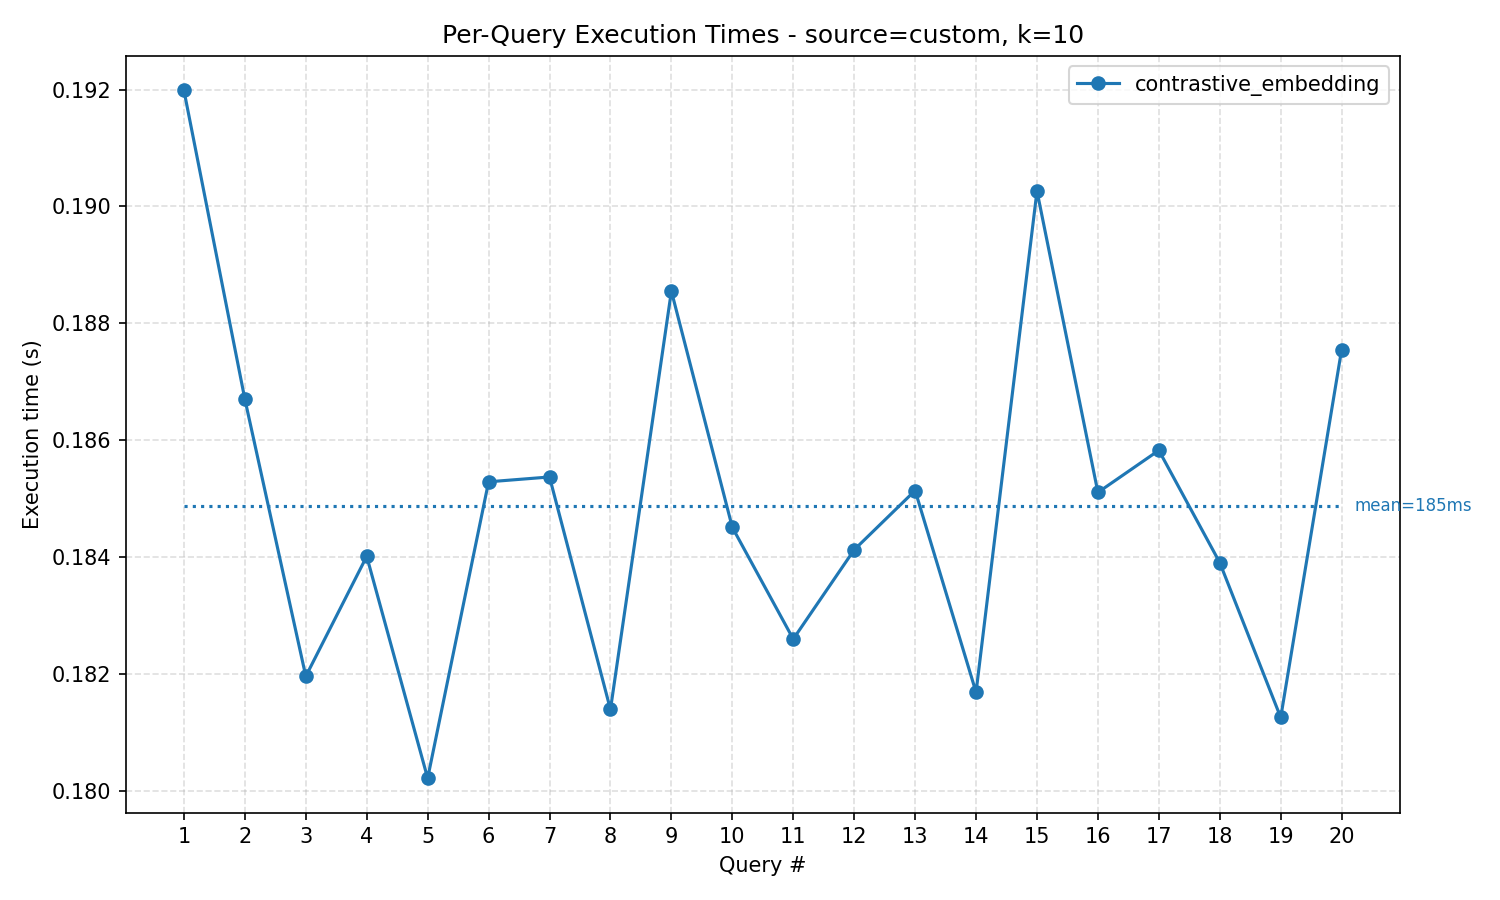 Per-Query Execution Times - source=custom, k=10
contrastive_embedding
Execution time (s)
0.192
0.190
0.188
0.186
0.184
0.182
0.180
mean=185ms
1 2 3 4 5 6 7 8 9 10 11 12 13 14 15 16 17 18 19 20
Query #